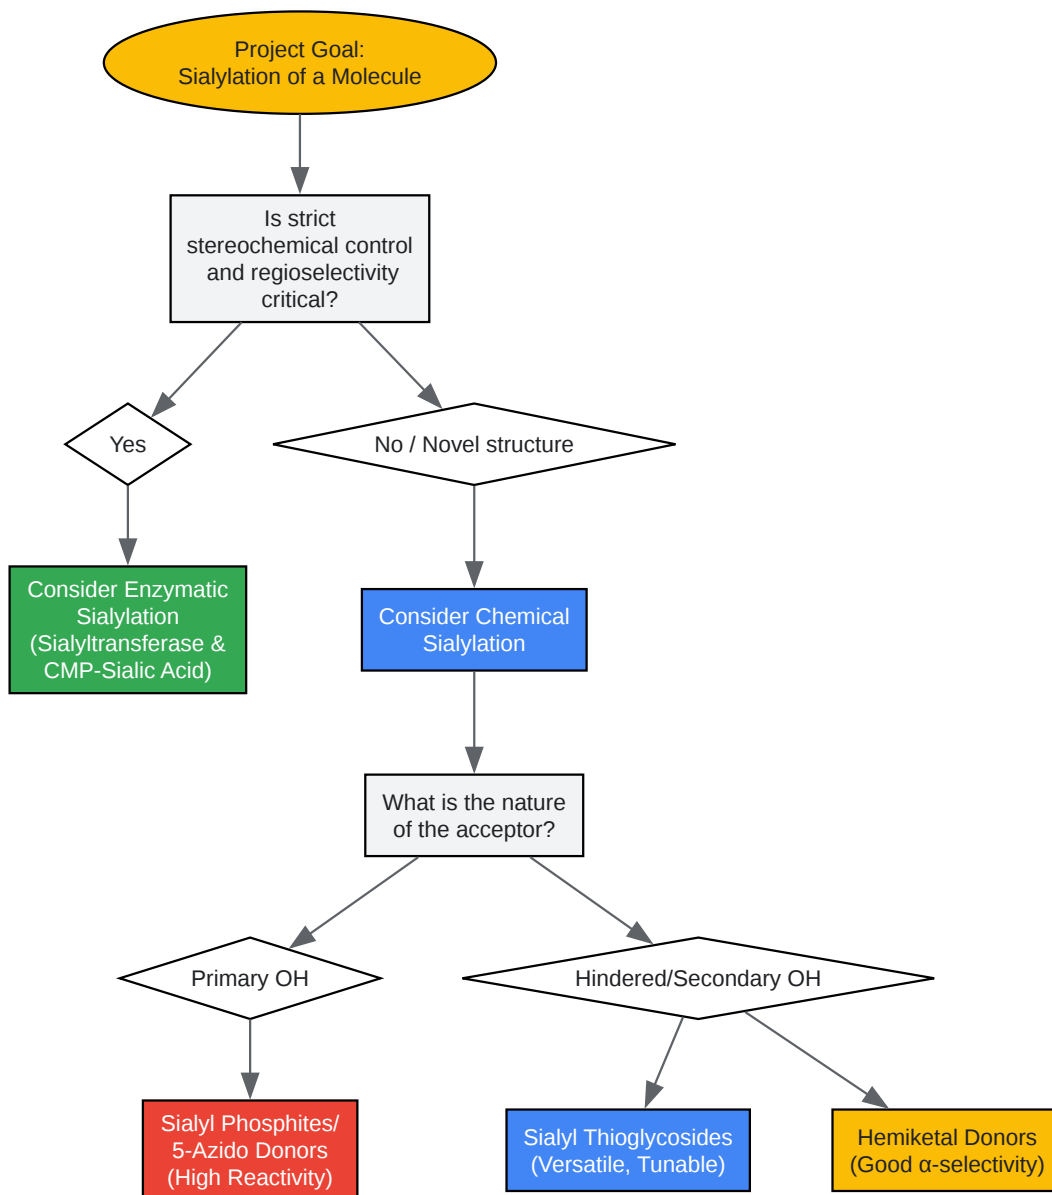 Project Goal:
Sialylation of a Molecule
Is strict
stereochemical control
and regioselectivity
critical?
Yes
No / Novel structure
Consider Enzymatic
Sialylation
(Sialyltransferase &
CMP-Sialic Acid)
Consider Chemical
Sialylation
What is the nature
of the acceptor?
Primary OH
Hindered/Secondary OH
Sialyl Phosphites/
5-Azido Donors
(High Reactivity)
Sialyl Thioglycosides
(Versatile, Tunable)
Hemiketal Donors
(Good α-selectivity)